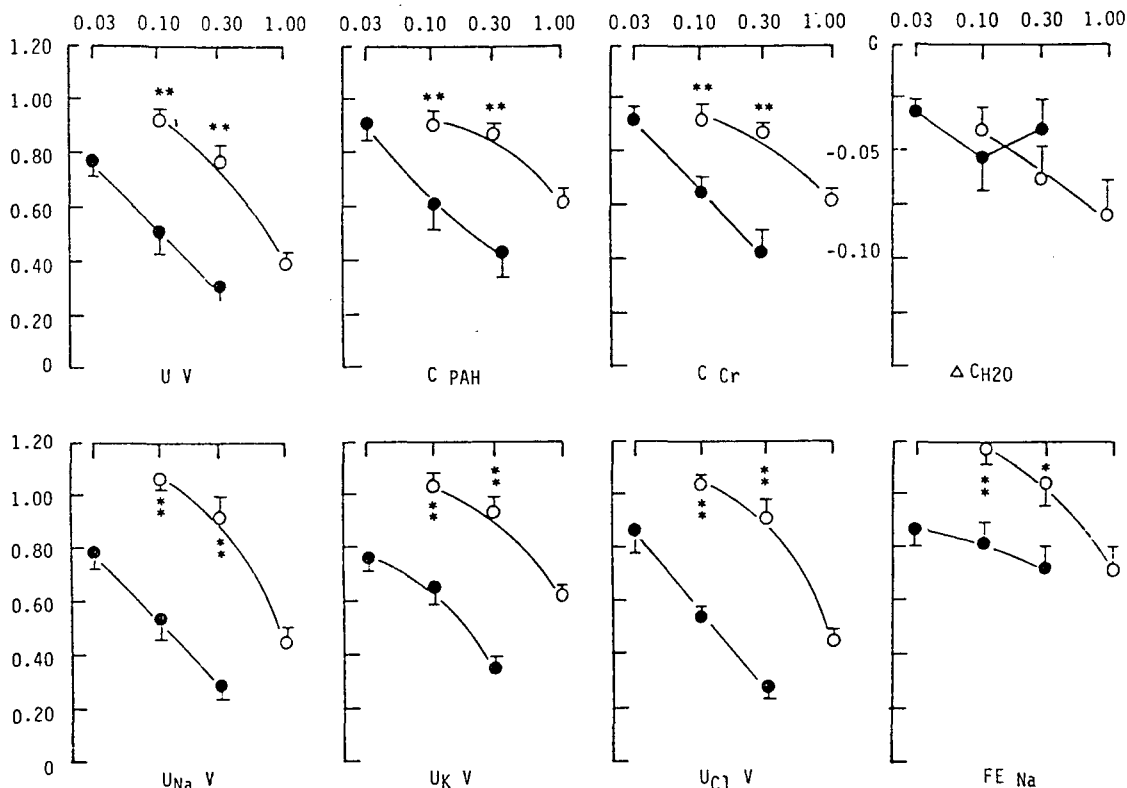 0.03 0.10 0.30 1.00 0.03 0.10 0.30 1.00 0.03 0.10 0.30 1.00 0.03 0.10 0.30 1.00
1.20
1.00
0.80
0.60
0.40
0.20
0
** **
** **
** **
C
-0.05
-0.10
U V
C PAH
C Cr
Δ CH2O
1.20
1.00
0.80
0.60
0.40
0.20
0
** **
** **
** **
** *
UNa V
UK V
UCl V
FE Na